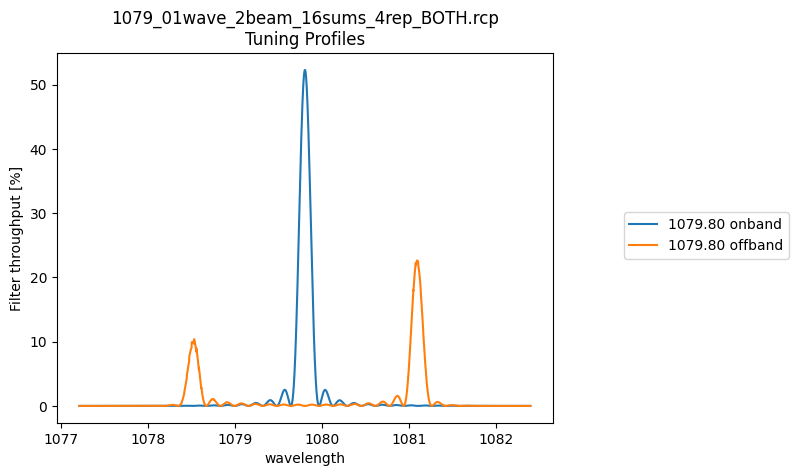 1079_01wave_2beam_16sums_4rep_BOTH.rcp
Tuning Profiles
Filter throughput [%]
50
40
30
20
10
0
1077 1078 1079 1080 1081 1082
wavelength
1079.80 onband
1079.80 offband